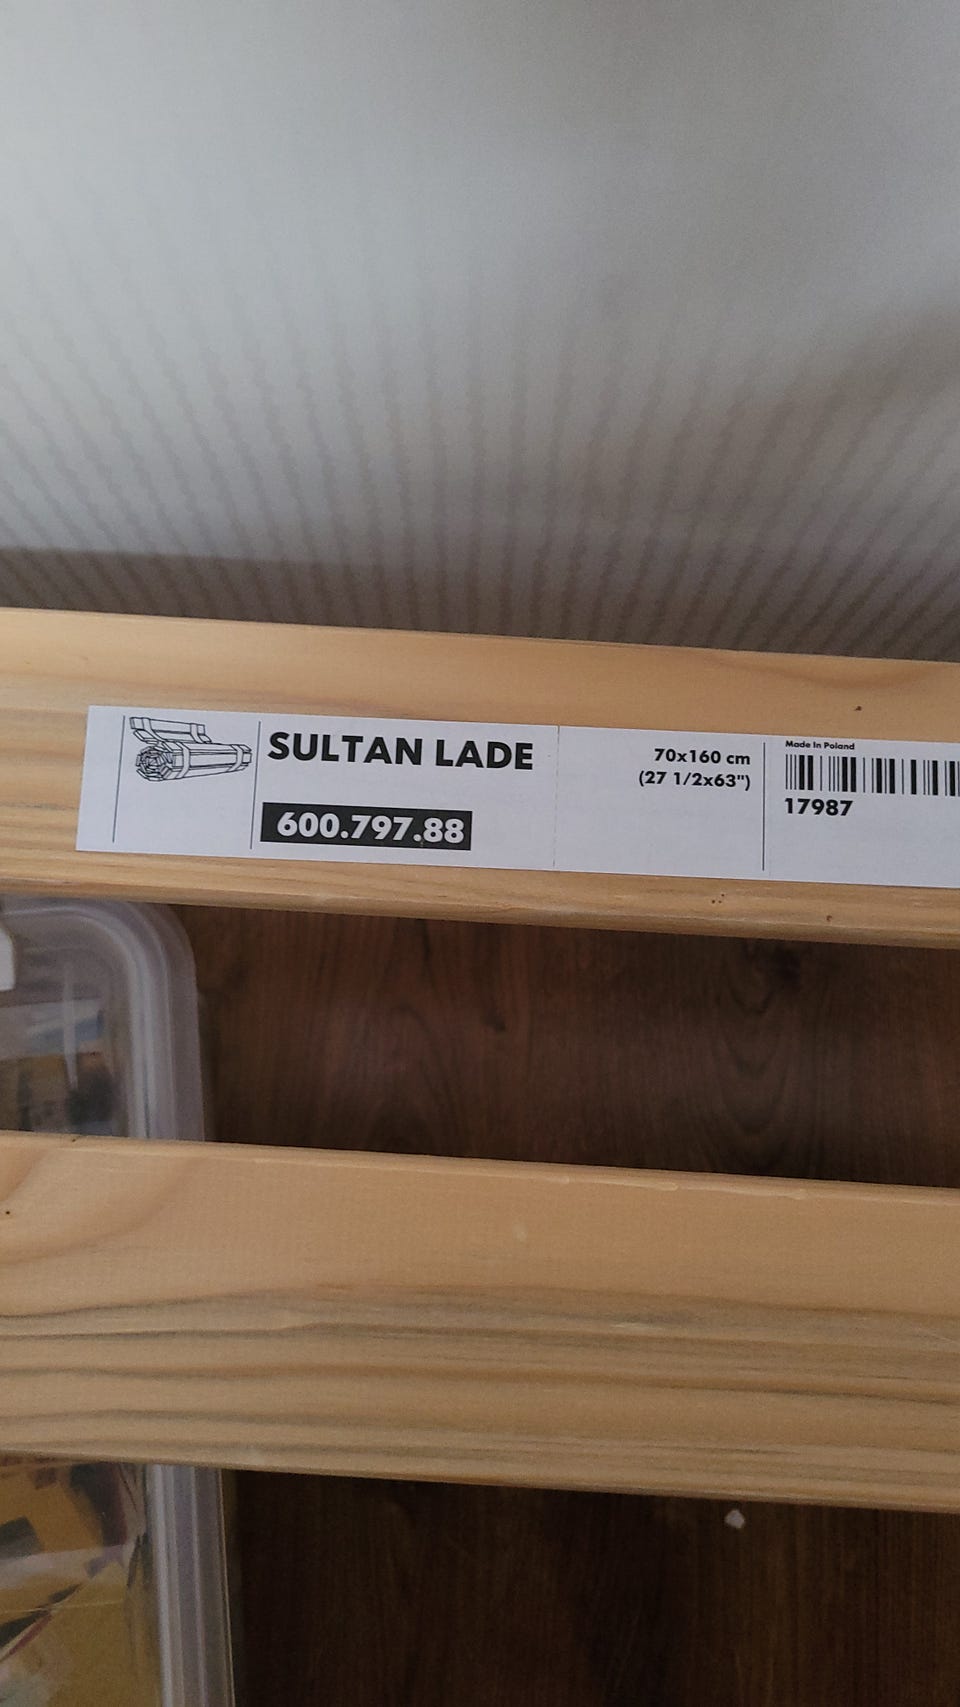 SULTAN LADE
600.797.88
70x160 cm
(27 1/2x63")
Made In Poland
17987